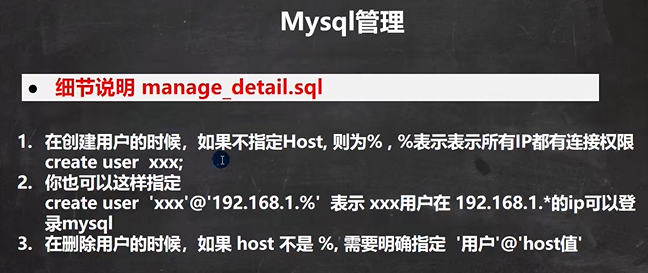 Mysql管理
● 细节说明 manage_detail.sql
1. 在创建用户的时候，如果不指定Host, 则为% , %表示表示所有IP都有连接权限
create user xxx;
2. 你也可以这样指定
create user 'xxx'@'192.168.1.%' 表示 xxx用户在 192.168.1.*的ip可以登
录mysql
3. 在删除用户的时候，如果 host 不是 %, 需要明确指定 '用户'@'host值'